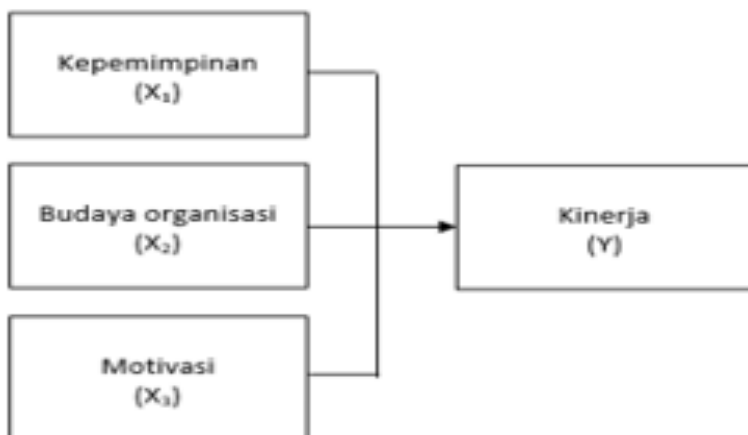 Kepemimpinan
(X₁)
Budaya organisasi
(X₂)
Motivasi
(X₃)
Kinerja
(Y)